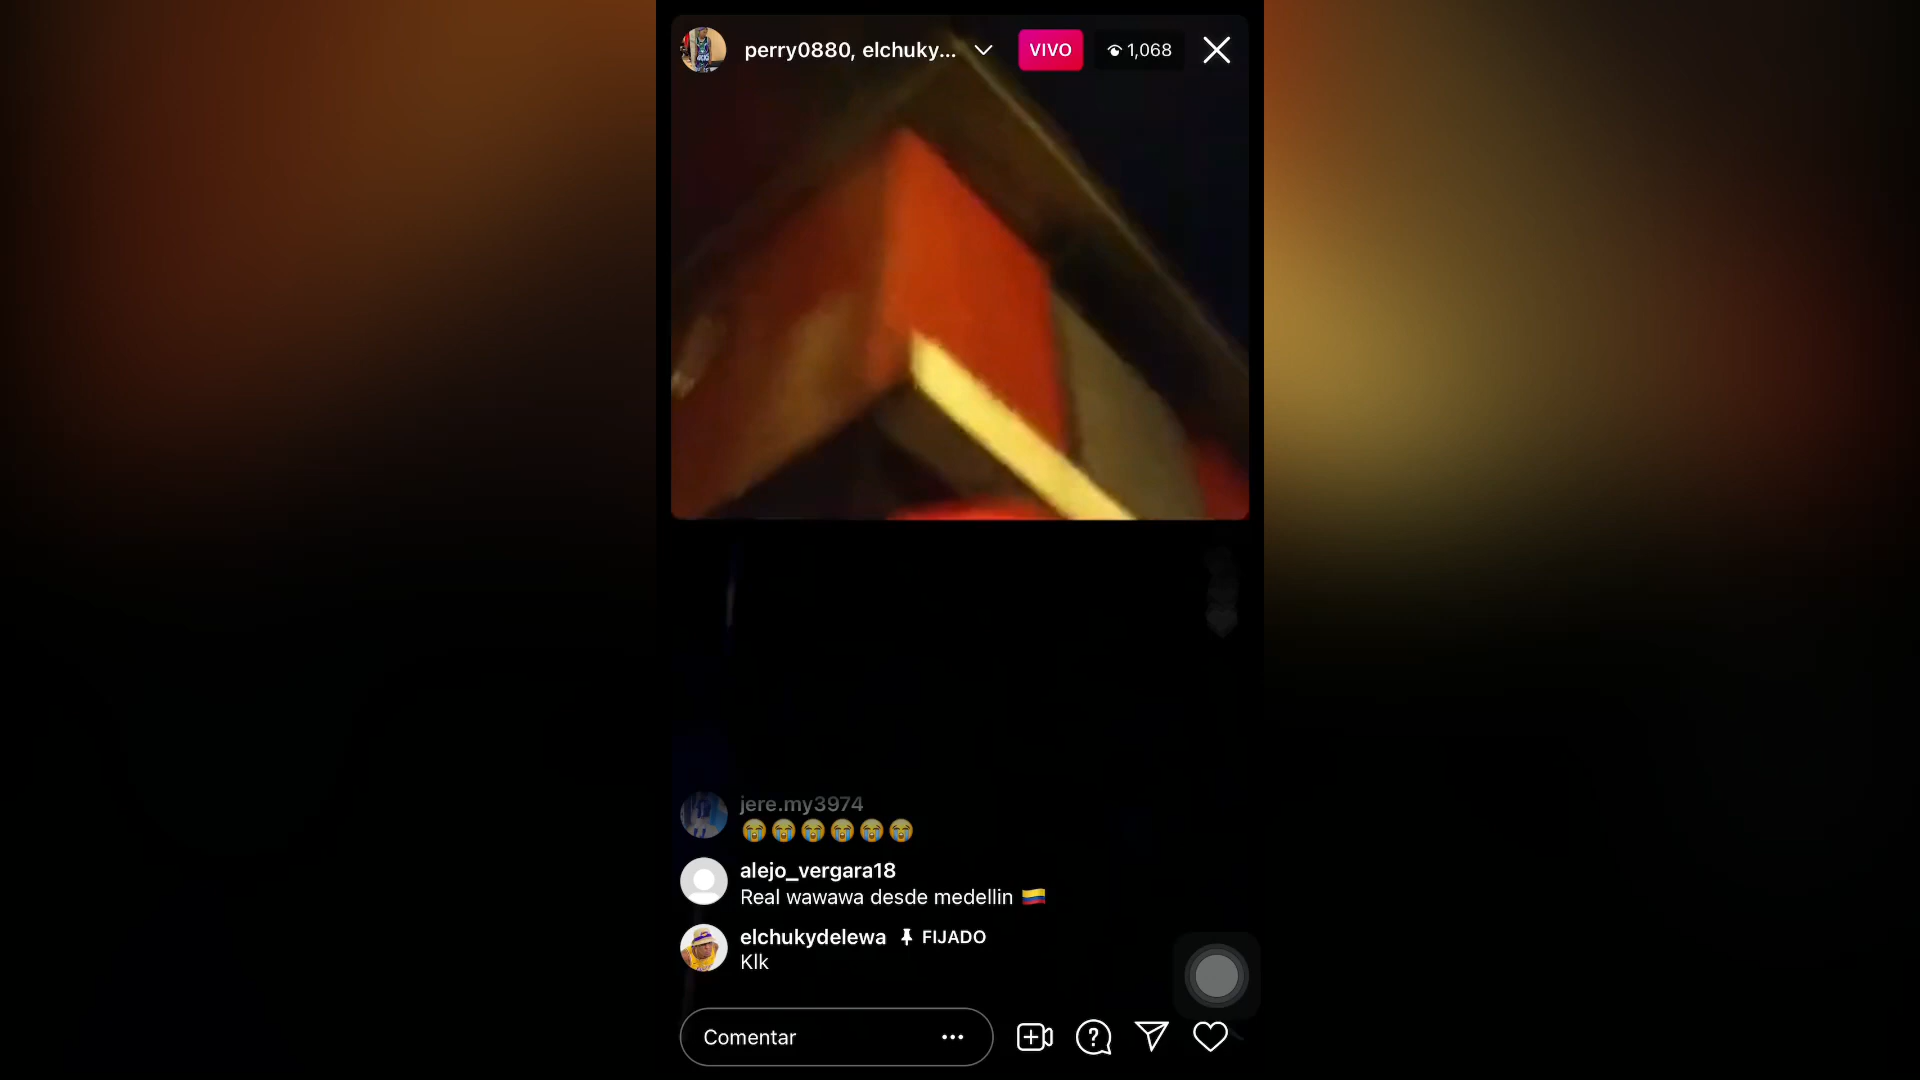 perry0880, elchuky...
VIVO
1,068
jere.my3974
😭😭😭😭😭😭
alejo_vergara18
Real wawawa desde medellin 🇨🇴
elchukydelewa FIJADO
Klk
Comentar